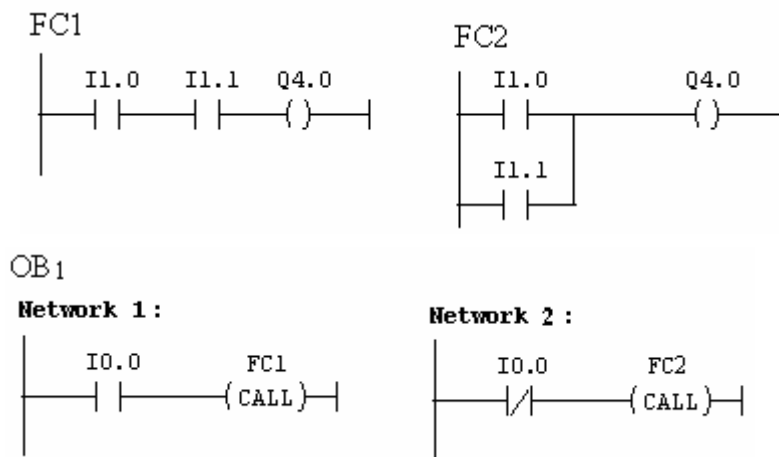 FC1
I1.0 I1.1 Q4.0
FC2
I1.0 Q4.0
I1.1
OB1
Network 1:
I0.0 FC1
(CALL)
Network 2:
I0.0 FC2
(CALL)